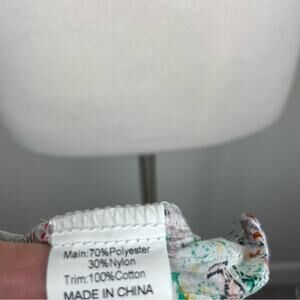 Main:70%Polyester
30%Nylon
Trim:100%Cotton
MADE IN CHINA